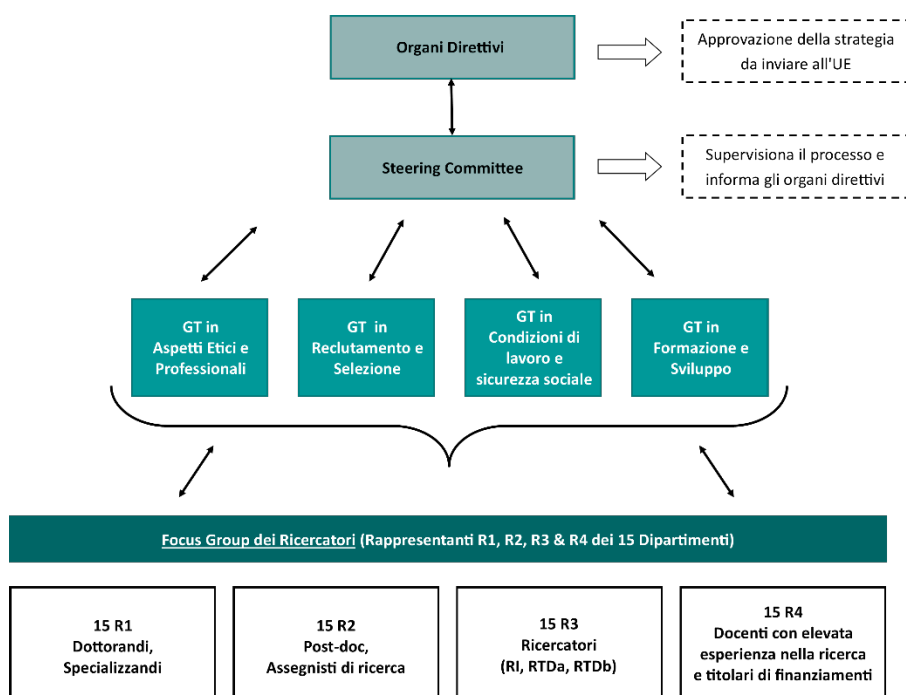 Organi Direttivi
Approvazione della strategia
da inviare all'UE
Steering Committee
Supervisiona il processo e
informa gli organi direttivi
GT in
Aspetti Etici e
Professionali
GT in
Reclutamento e
Selezione
GT in
Condizioni di
lavoro e
sicurezza sociale
GT in
Formazione e
Sviluppo
Focus Group dei Ricercatori (Rappresentanti R1, R2, R3 & R4 dei 15 Dipartimenti)
15 R1
Dottorandi,
Specializzandi
15 R2
Post-doc,
Assegnisti di ricerca
15 R3
Ricercatori
(RI, RTDa, RTDb)
15 R4
Docenti con elevata
esperienza nella ricerca
e titolari di finanziamenti